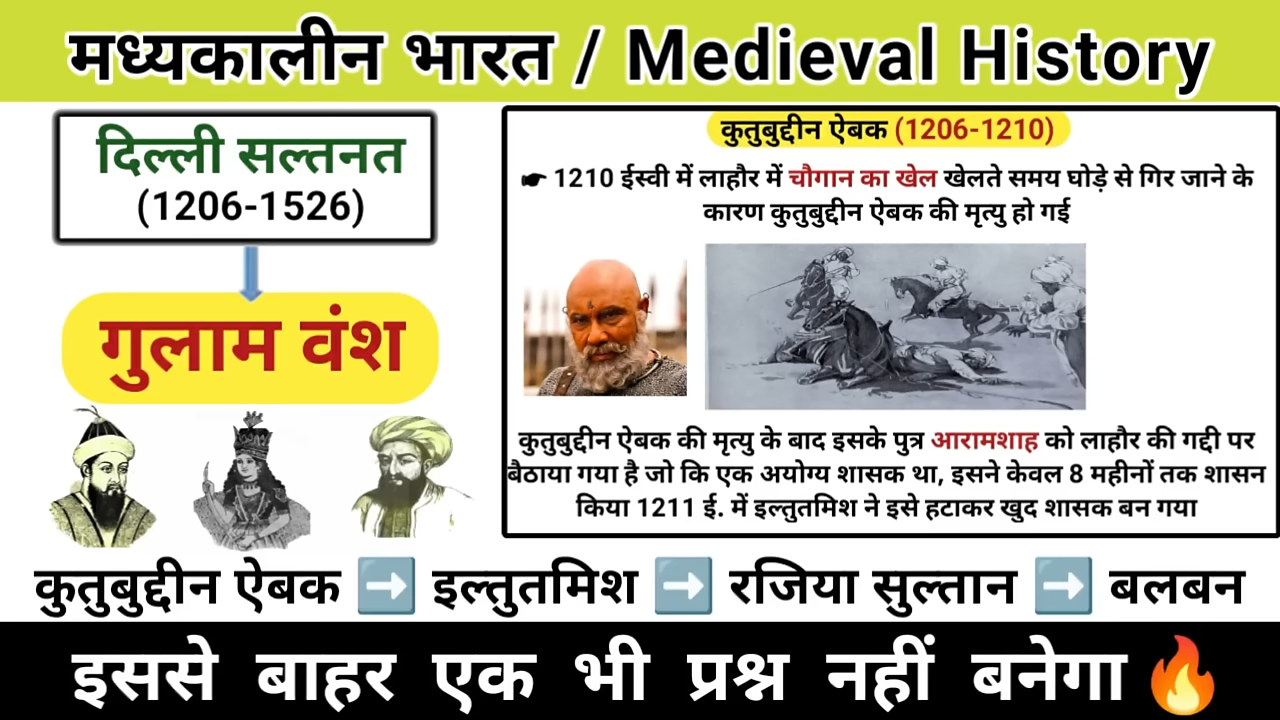 मध्यकालीन भारत / Medieval History
दिल्ली सल्तनत
(1206-1526)
गुलाम वंश
कुतुबुद्दीन ऐबक (1206-1210)
☛ 1210 ईस्वी में लाहौर में चौगान का खेल खेलते समय घोड़े से गिर जाने के
कारण कुतुबुद्दीन ऐबक की मृत्यु हो गई
कुतुबुद्दीन ऐबक की मृत्यु के बाद इसके पुत्र आरामशाह को लाहौर की गद्दी पर
बैठाया गया है जो कि एक अयोग्य शासक था, इसने केवल 8 महीनों तक शासन
किया 1211 ई. में इल्तुतमिश ने इसे हटाकर खुद शासक बन गया
कुतुबुद्दीन ऐबक ➡️ इल्तुतमिश ➡️ रजिया सुल्तान ➡️ बलबन
इससे बाहर एक भी प्रश्न नहीं बनेगा🔥